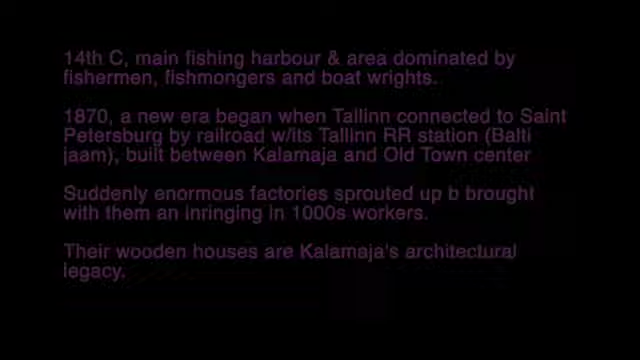 14th C, main fishing harbour & area dominated by
fishermen, fishmongers and boat wrights.
1870, a new era began when Tallinn connected to Saint
Petersburg by railroad w/its Tallinn RR station (Balti
jaam), built between Kalamaja and Old Town center
Suddenly enormous factories sprouted up b brought
with them an inringing in 1000s workers.
Their wooden houses are Kalamaja's architectural
legacy.